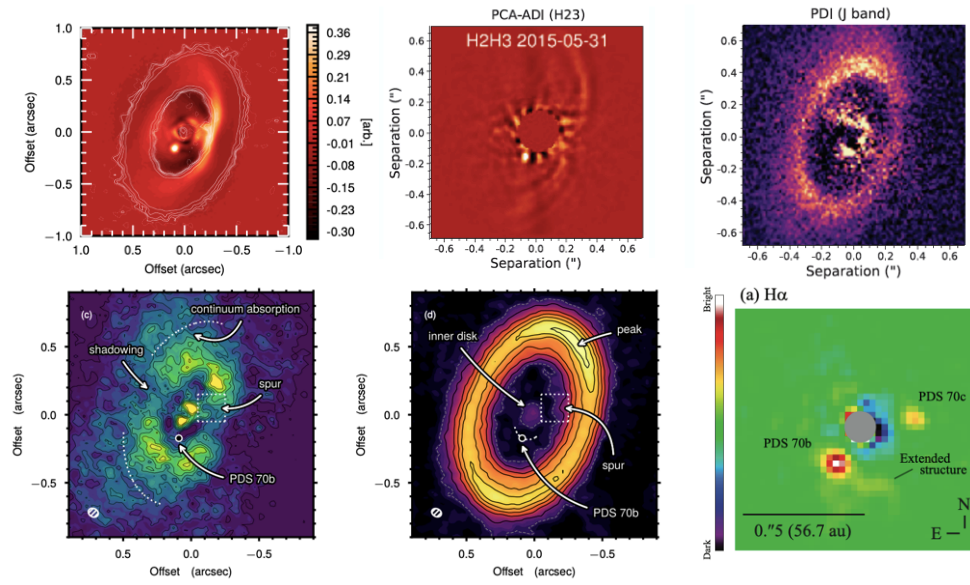 1.0
0.5
0.0
−0.5
−1.0
Offset (arcsec)
1.0 0.5 0.0 −0.5 −1.0
Offset (arcsec)
0.36
0.29
0.22
0.14
0.07
−0.01
−0.08
−0.15
−0.23
−0.30
[arb.]
PCA-ADI (H23)
H2H3 2015-05-31
0.6
0.4
0.2
0.0
-0.2
-0.4
-0.6
Separation (")
-0.6 -0.4 -0.2 0.0 0.2 0.4 0.6
Separation (")
PDI (J band)
0.6
0.4
0.2
0.0
-0.2
-0.4
-0.6
Separation (")
-0.6 -0.4 -0.2 0.0 0.2 0.4 0.6
Separation (")
(c)
continuum absorption
shadowing
spur
PDS 70b
0.5
0.0
−0.5
Offset (arcsec)
0.5 0.0 −0.5
Offset (arcsec)
(d)
inner disk
peak
spur
PDS 70b
0.5
0.0
−0.5
Offset (arcsec)
0.5 0.0 −0.5
Offset (arcsec)
Bright
Dark
(a) Hα
PDS 70c
PDS 70b
Extended
structure
0."5 (56.7 au)
N
E